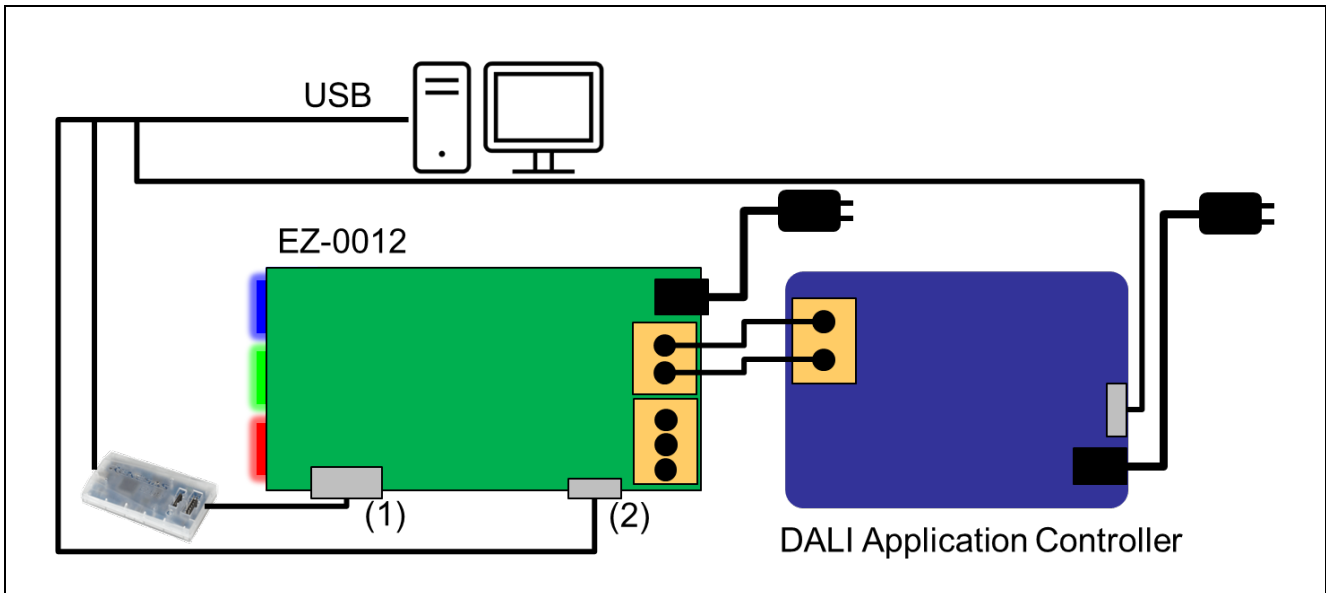 USB
EZ-0012
(1)
(2)
DALI Application Controller